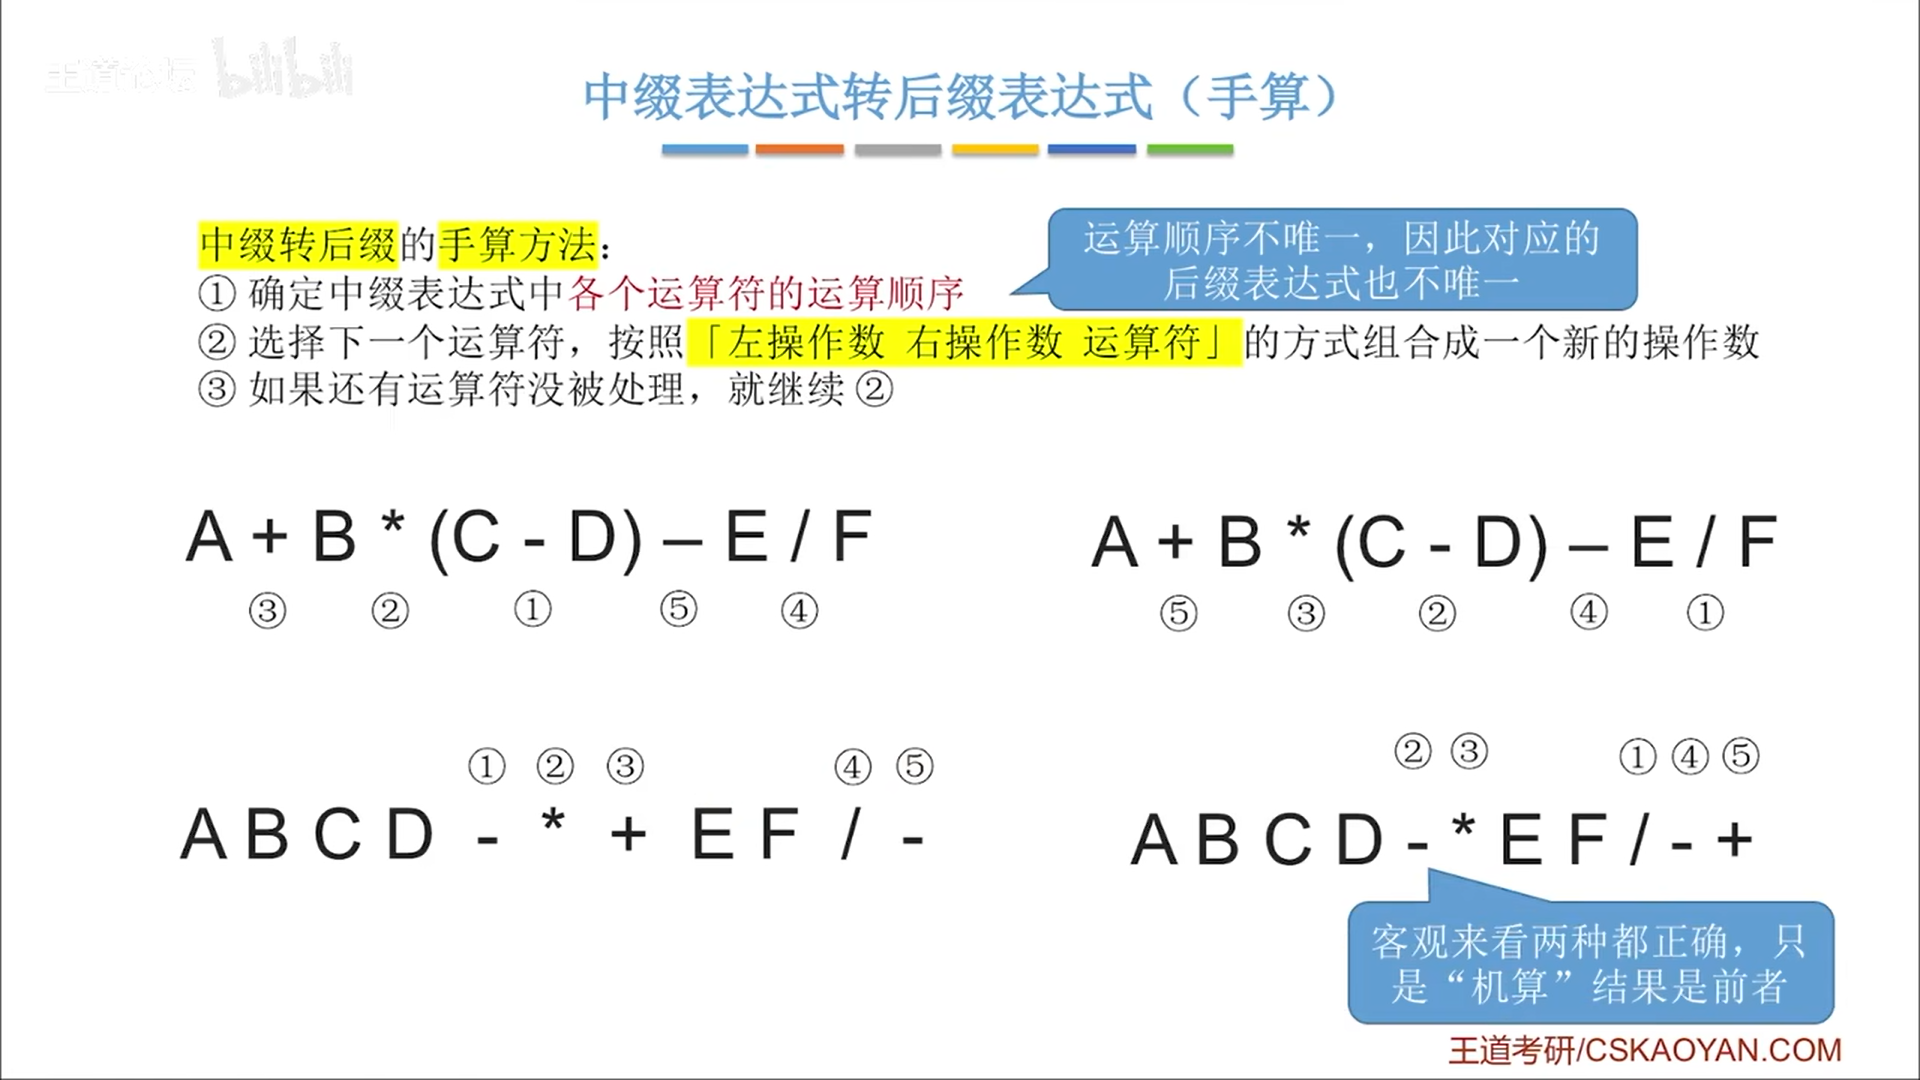 王道论坛 bilibili
中缀表达式转后缀表达式（手算）
中缀转后缀的手算方法：
运算顺序不唯一，因此对应的
后缀表达式也不唯一
① 确定中缀表达式中各个运算符的运算顺序
② 选择下一个运算符，按照「左操作数 右操作数 运算符」的方式组合成一个新的操作数
③ 如果还有运算符没被处理，就继续 ②
A + B * (C - D) – E / F
③ ② ① ⑤ ④
A + B * (C - D) – E / F
⑤ ③ ② ④ ①
① ② ③ ④ ⑤
A B C D - * + E F / -
② ③ ① ④ ⑤
A B C D - * E F / - +
客观来看两种都正确，只
是“机算”结果是前者
王道考研/CSKAOYAN.COM